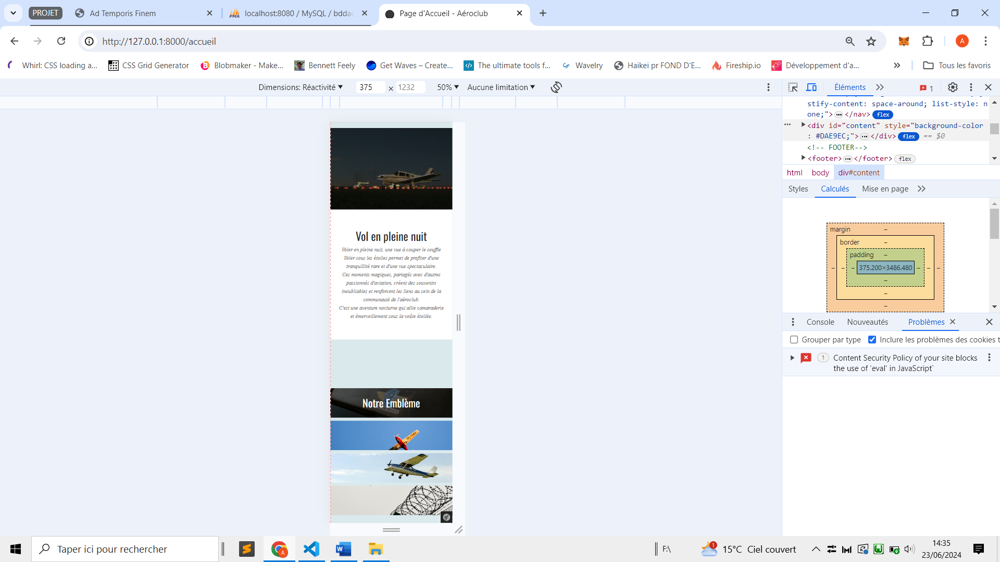 PROJET
Ad Temporis Finem
localhost:8080 / MySQL / bddae
Page d'Accueil - Aéroclub
http://127.0.0.1:8000/accueil
A
Whirl: CSS loading a...
CSS Grid Generator
Blobmaker - Make...
Bennett Feely
Get Waves – Create...
The ultimate tools f...
Wavelry
Haikei pr FOND D'E...
Fireship.io
Développement d'a...
Tous les favoris
Dimensions: Réactivité
375 × 1232
50%
Aucune limitation
Éléments
1
stify-content: space-around; list-style: n
one;"> </nav> flex
<div id="content" style="background-color
: #DAE9EC;"> </div> flex == $0
<!-- FOOTER-->
<footer> </footer> flex
html body div#content
Styles Calculés Mise en page
margin –
border –
padding –
– – – 375.200×3486.480 – – –
–
–
–
Console Nouveautés Problèmes
Grouper par type Inclure les problèmes des cookies t
1 Content Security Policy of your site blocks
the use of 'eval' in JavaScript`
Vol en pleine nuit
Voler en pleine nuit, une vue à couper le souffle
Voler sous les étoiles permet de profiter d'une
tranquillité rare et d'une vue spectaculaire.
Ces moments magiques, partagés avec d'autres
passionnés d'aviation, créent des souvenirs
inoubliables et renforcent les liens au sein de la
communauté de l'aéroclub.
C'est une aventure nocturne qui allie camaraderie
et émerveillement sous la voûte étoilée.
Notre Emblème
Taper ici pour rechercher
F:\
1
15°C Ciel couvert
14:35
23/06/2024